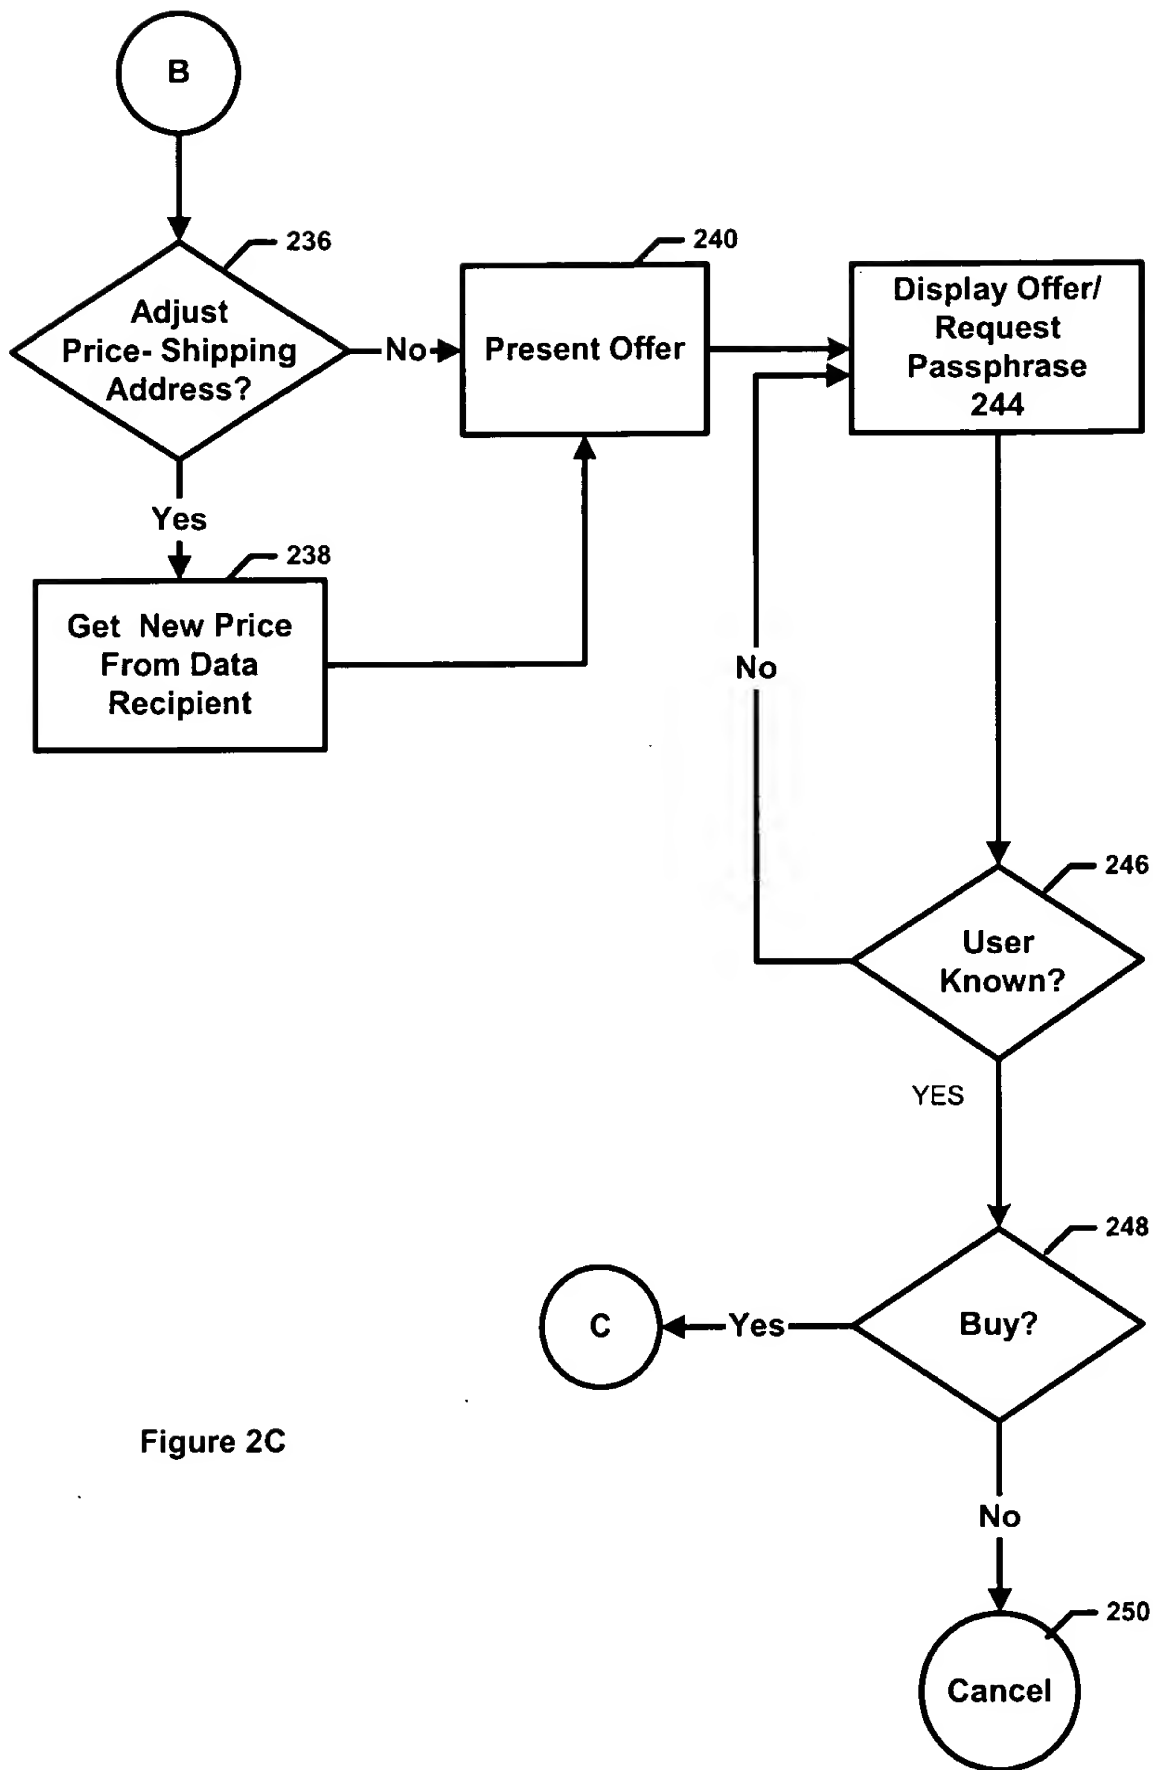 B
236
Adjust
Price- Shipping
Address?
No
240
Present Offer
Display Offer/
Request
Passphrase
244
Yes
238
Get New Price
From Data
Recipient
No
246
User
Known?
YES
248
Buy?
Yes
C
Figure 2C
No
250
Cancel